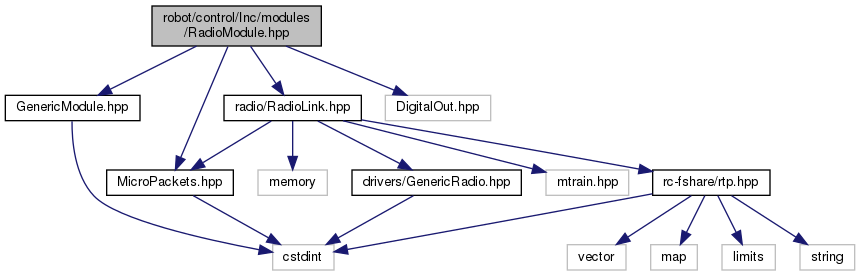 robot/control/Inc/modules
/RadioModule.hpp
GenericModule.hpp
radio/RadioLink.hpp
DigitalOut.hpp
MicroPackets.hpp
memory
drivers/GenericRadio.hpp
mtrain.hpp
rc-fshare/rtp.hpp
cstdint
vector
map
limits
string